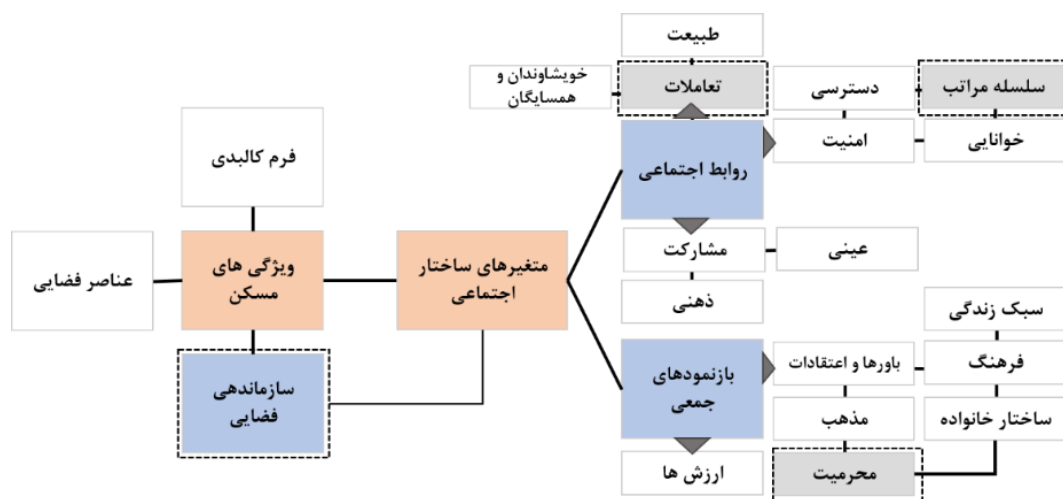 طبیعت
خویشاوندان و
همسایگان
تعاملات
دسترسی
سلسله مراتب
روابط اجتماعی
امنیت
خوانایی
فرم کالبدی
مشارکت
عینی
ذهنی
عناصر فضایی
ویژگی های
مسکن
متغیرهای ساختار
اجتماعی
سبک زندگی
بازنمودهای
جمعی
باورها و اعتقادات
فرهنگ
سازماندهی
فضایی
مذهب
ساختار خانواده
ارزش ها
محرمیت